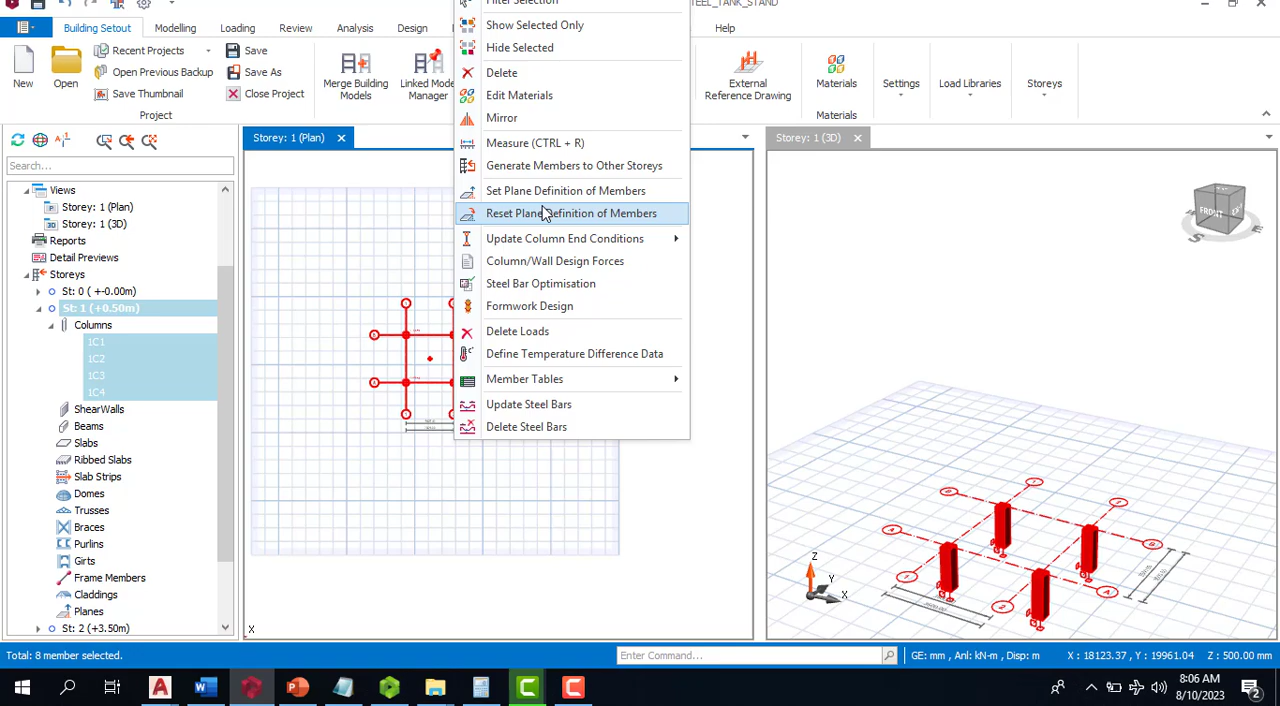 STEEL_TANK_STAND
Building Setout
Modelling
Loading
Review
Analysis
Design
Help
New
Open
Recent Projects
Open Previous Backup
Save Thumbnail
Save
Save As
Close Project
Project
Merge Building
Models
Linked Model
Manager
External
Reference Drawing
Materials
Materials
Settings
Load Libraries
Storeys
Show Selected Only
Hide Selected
Delete
Edit Materials
Mirror
Measure (CTRL + R)
Generate Members to Other Storeys
Set Plane Definition of Members
Reset Plane Definition of Members
Update Column End Conditions
Column/Wall Design Forces
Steel Bar Optimisation
Formwork Design
Delete Loads
Define Temperature Difference Data
Member Tables
Update Steel Bars
Delete Steel Bars
Search...
Views
Storey: 1 (Plan)
Storey: 1 (3D)
Reports
Detail Previews
Storeys
St: 0 ( +-0.00m)
St: 1 (+0.50m)
Columns
1C1
1C2
1C3
1C4
ShearWalls
Beams
Slabs
Ribbed Slabs
Slab Strips
Domes
Trusses
Braces
Purlins
Girts
Frame Members
Claddings
Planes
St: 2 (+3.50m)
Storey: 1 (Plan)
X
Storey: 1 (3D)
FRONT
S
E
Z
Y
X
Total: 8 member selected.
Enter Command...
GE: mm , Anl: kN-m , Disp: m
X : 18123.37 , Y : 19961.04
Z : 500.00 mm
8:06 AM
8/10/2023
2